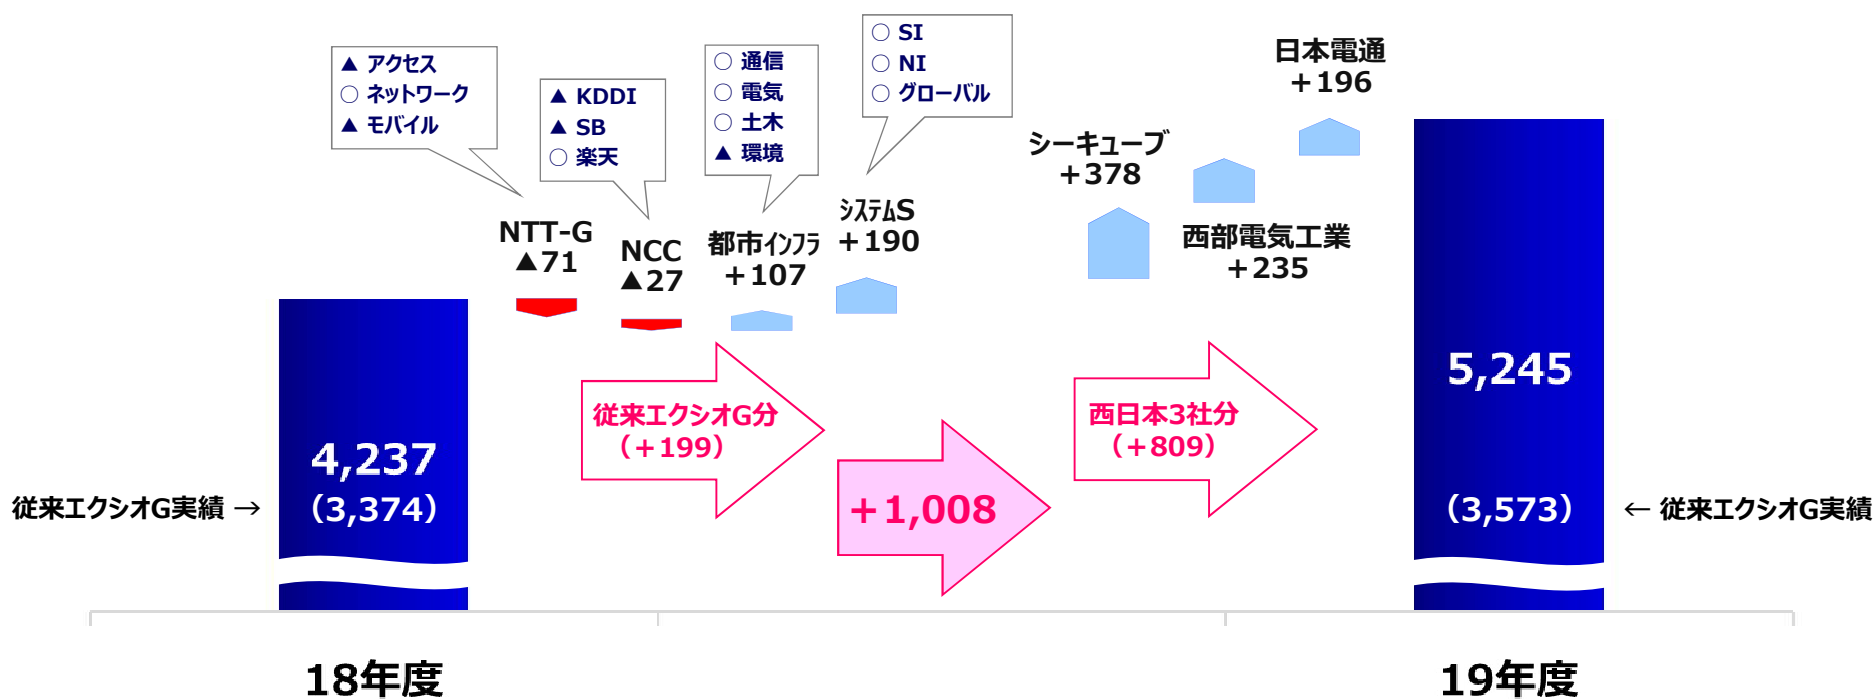 ▲ アクセス
○ ネットワーク
▲ モバイル
▲ KDDI
▲ SB
○ 楽天
○ 通信
○ 電気
○ 土木
▲ 環境
○ SI
○ NI
○ グローバル
NTT-G
▲71
NCC
▲27
都市インフラ
+107
システムS
+190
シーキューブ
+378
西部電気工業
+235
日本電通
+196
従来エクシオG分
(+199)
+1,008
西日本3社分
(+809)
4,237
(3,374)
従来エクシオG実績 →
5,245
(3,573)
← 従来エクシオG実績
18年度
19年度